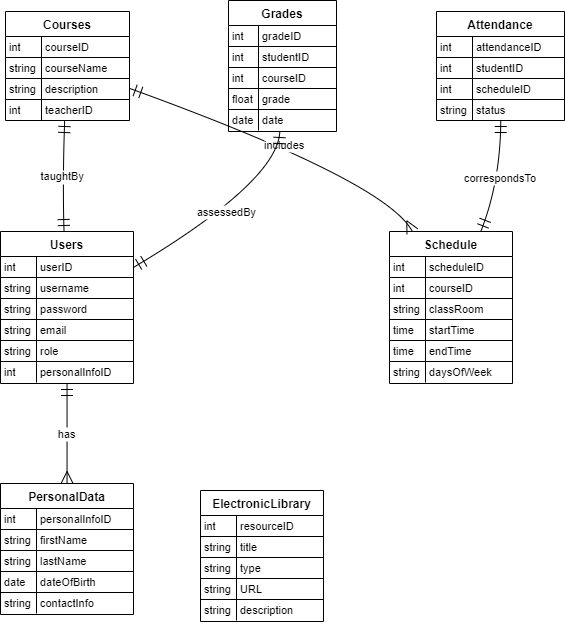 Courses
int courseID
string courseName
string description
int teacherID
Grades
int gradeID
int studentID
int courseID
float grade
date date
Attendance
int attendanceID
int studentID
int scheduleID
string status
includes
taughtBy
correspondsTo
assessedBy
Users
int userID
string username
string password
string email
string role
int personalInfoID
Schedule
int scheduleID
int courseID
string classRoom
time startTime
time endTime
string daysOfWeek
has
PersonalData
int personalInfoID
string firstName
string lastName
date dateOfBirth
string contactInfo
ElectronicLibrary
int resourceID
string title
string type
string URL
string description